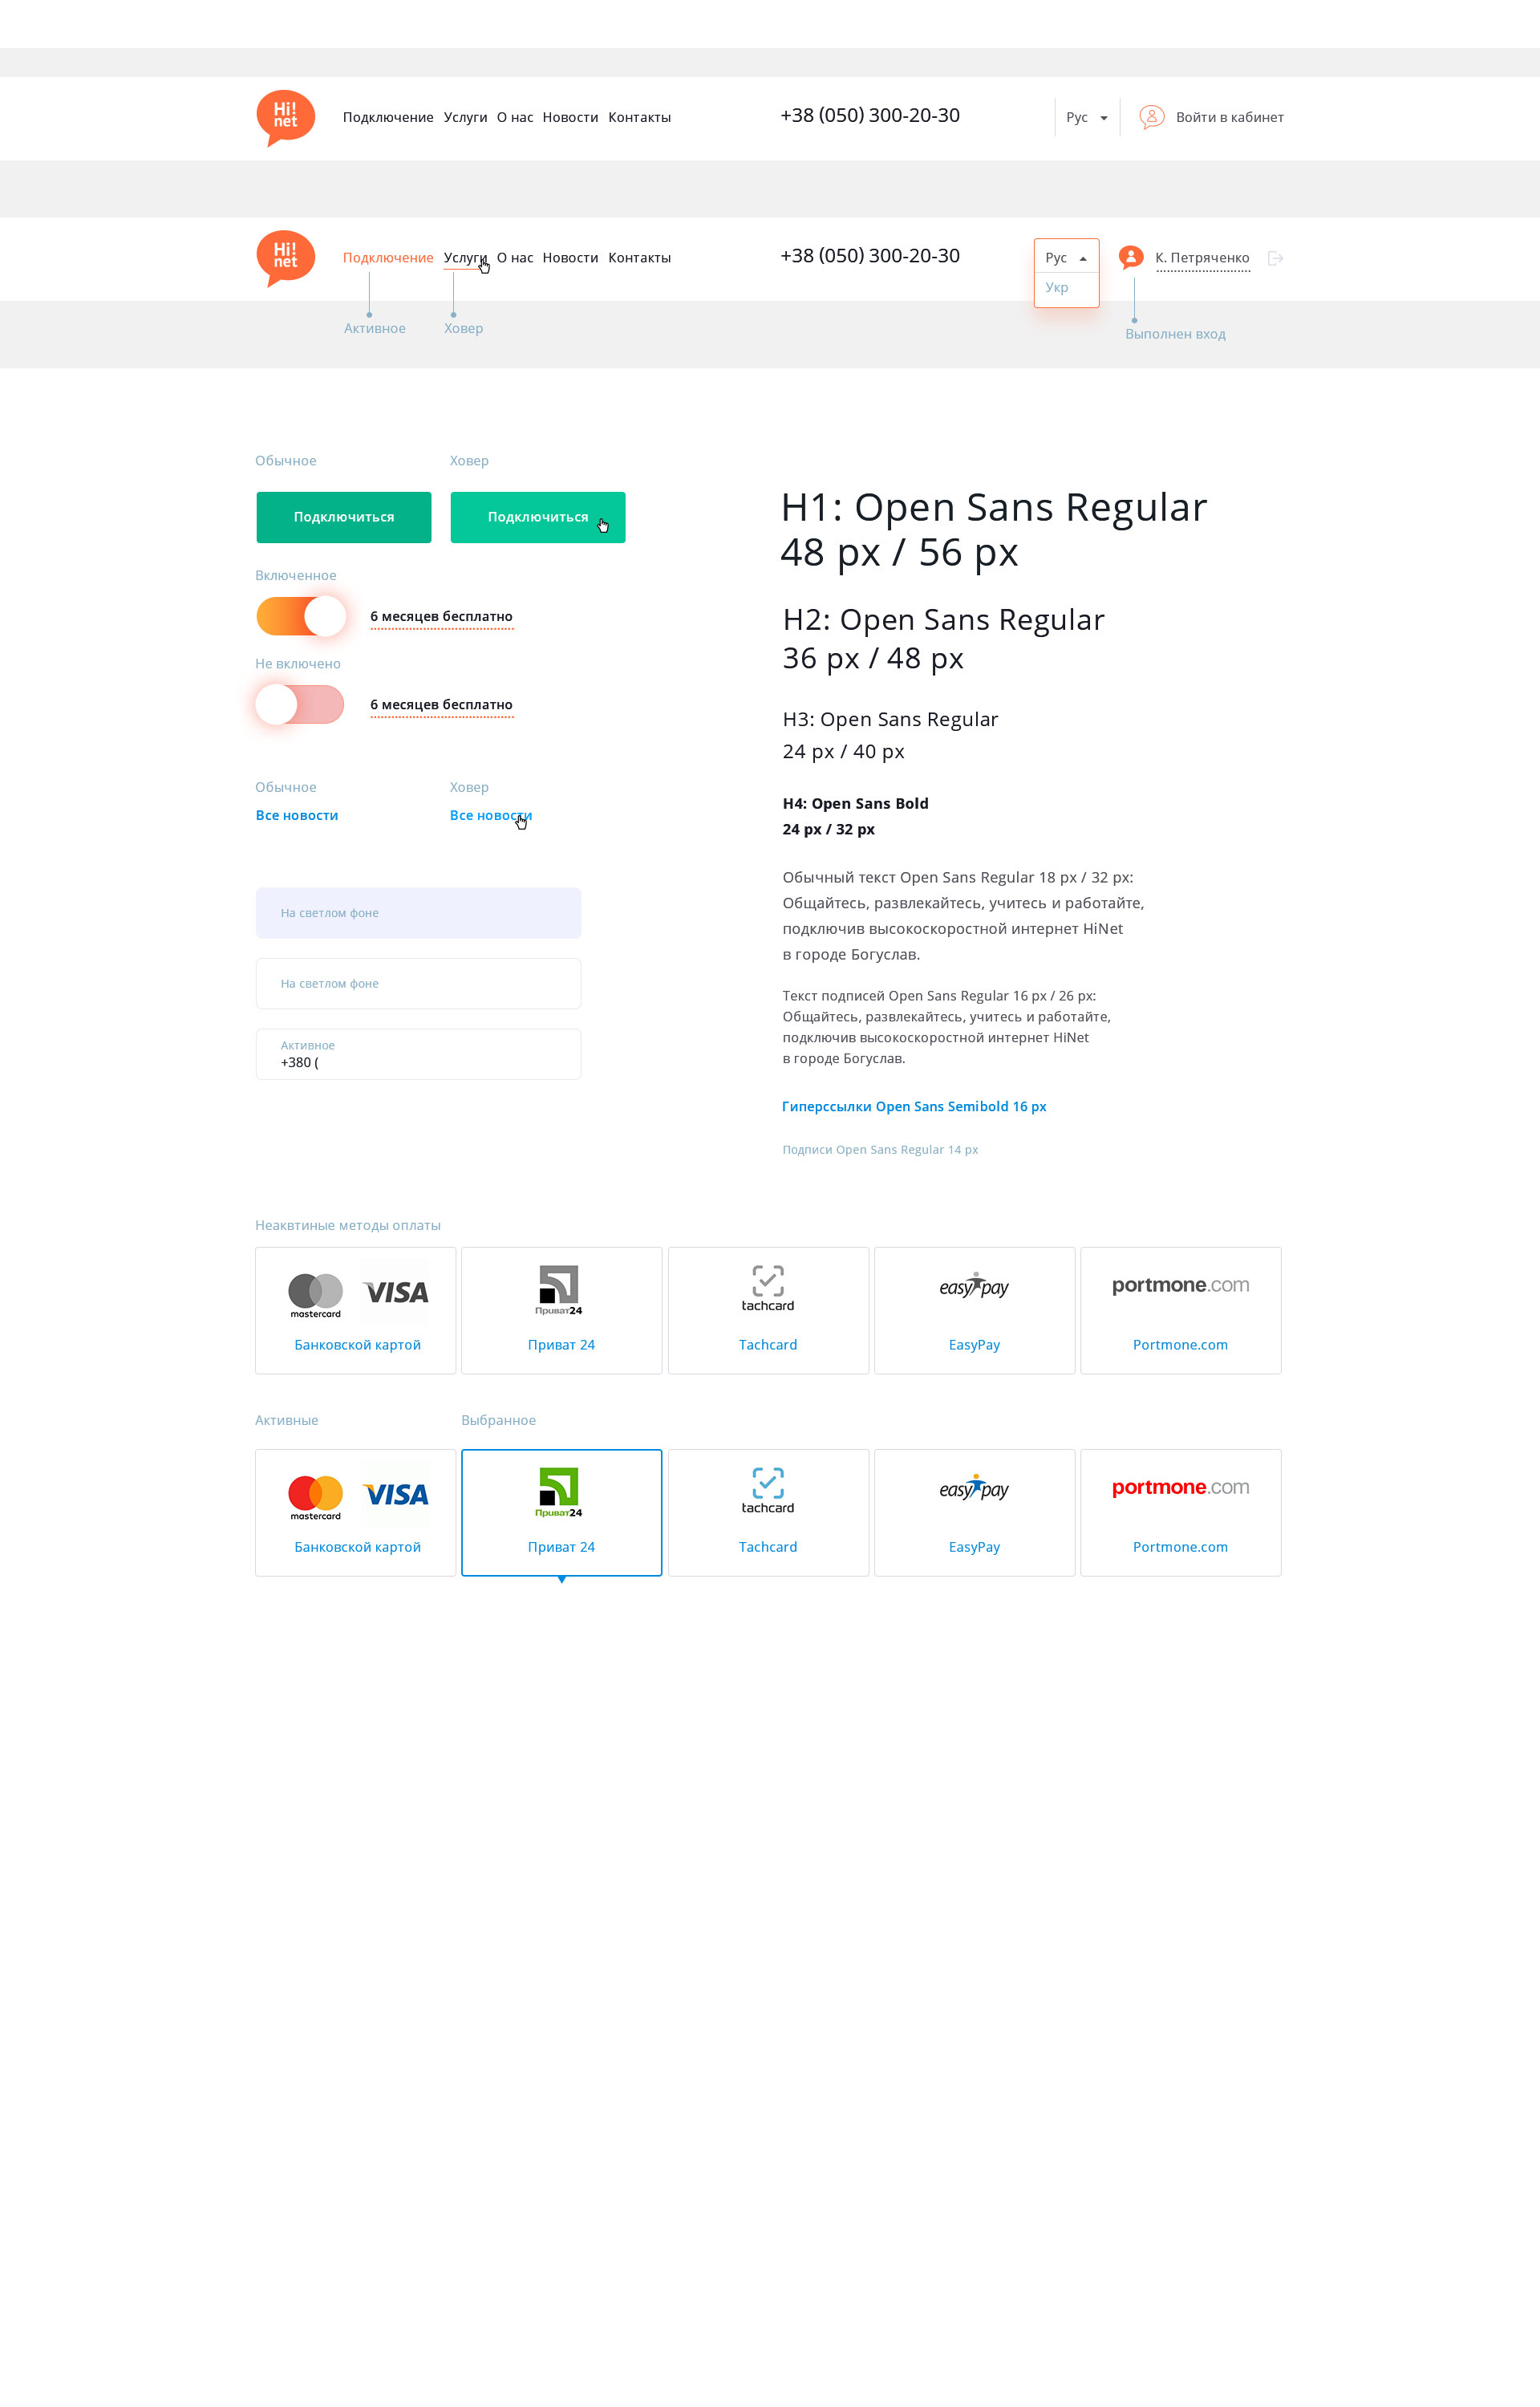 Hi!
net
Подключение Услуги О нас Новости Контакты
+38 (050) 300-20-30
Рус
Войти в кабинет
Hi!
net
Подключение Услуги О нас Новости Контакты
+38 (050) 300-20-30
Рус
Укр
К. Петряченко
Активное
Ховер
Выполнен вход
Обычное
Ховер
Подключиться
Подключиться
Включенное
6 месяцев бесплатно
Не включено
6 месяцев бесплатно
Обычное
Ховер
Все новости
Все новости
На светлом фоне
На светлом фоне
Активное
+380 (
H1: Open Sans Regular
48 px / 56 px
H2: Open Sans Regular
36 px / 48 px
H3: Open Sans Regular
24 px / 40 px
H4: Open Sans Bold
24 px / 32 px
Обычный текст Open Sans Regular 18 px / 32 px:
Общайтесь, развлекайтесь, учитесь и работайте,
подключив высокоскоростной интернет HiNet
в городе Богуслав.
Текст подписей Open Sans Regular 16 px / 26 px:
Общайтесь, развлекайтесь, учитесь и работайте,
подключив высокоскоростной интернет HiNet
в городе Богуслав.
Гиперссылки Open Sans Semibold 16 px
Подписи Open Sans Regular 14 px
Неаквтиные методы оплаты
mastercard
VISA
Банковской картой
Приват24
Приват 24
tachcard
Tachcard
easypay
EasyPay
portmone.com
Portmone.com
Активные
Выбранное
mastercard
VISA
Банковской картой
Приват24
Приват 24
tachcard
Tachcard
easypay
EasyPay
portmone.com
Portmone.com